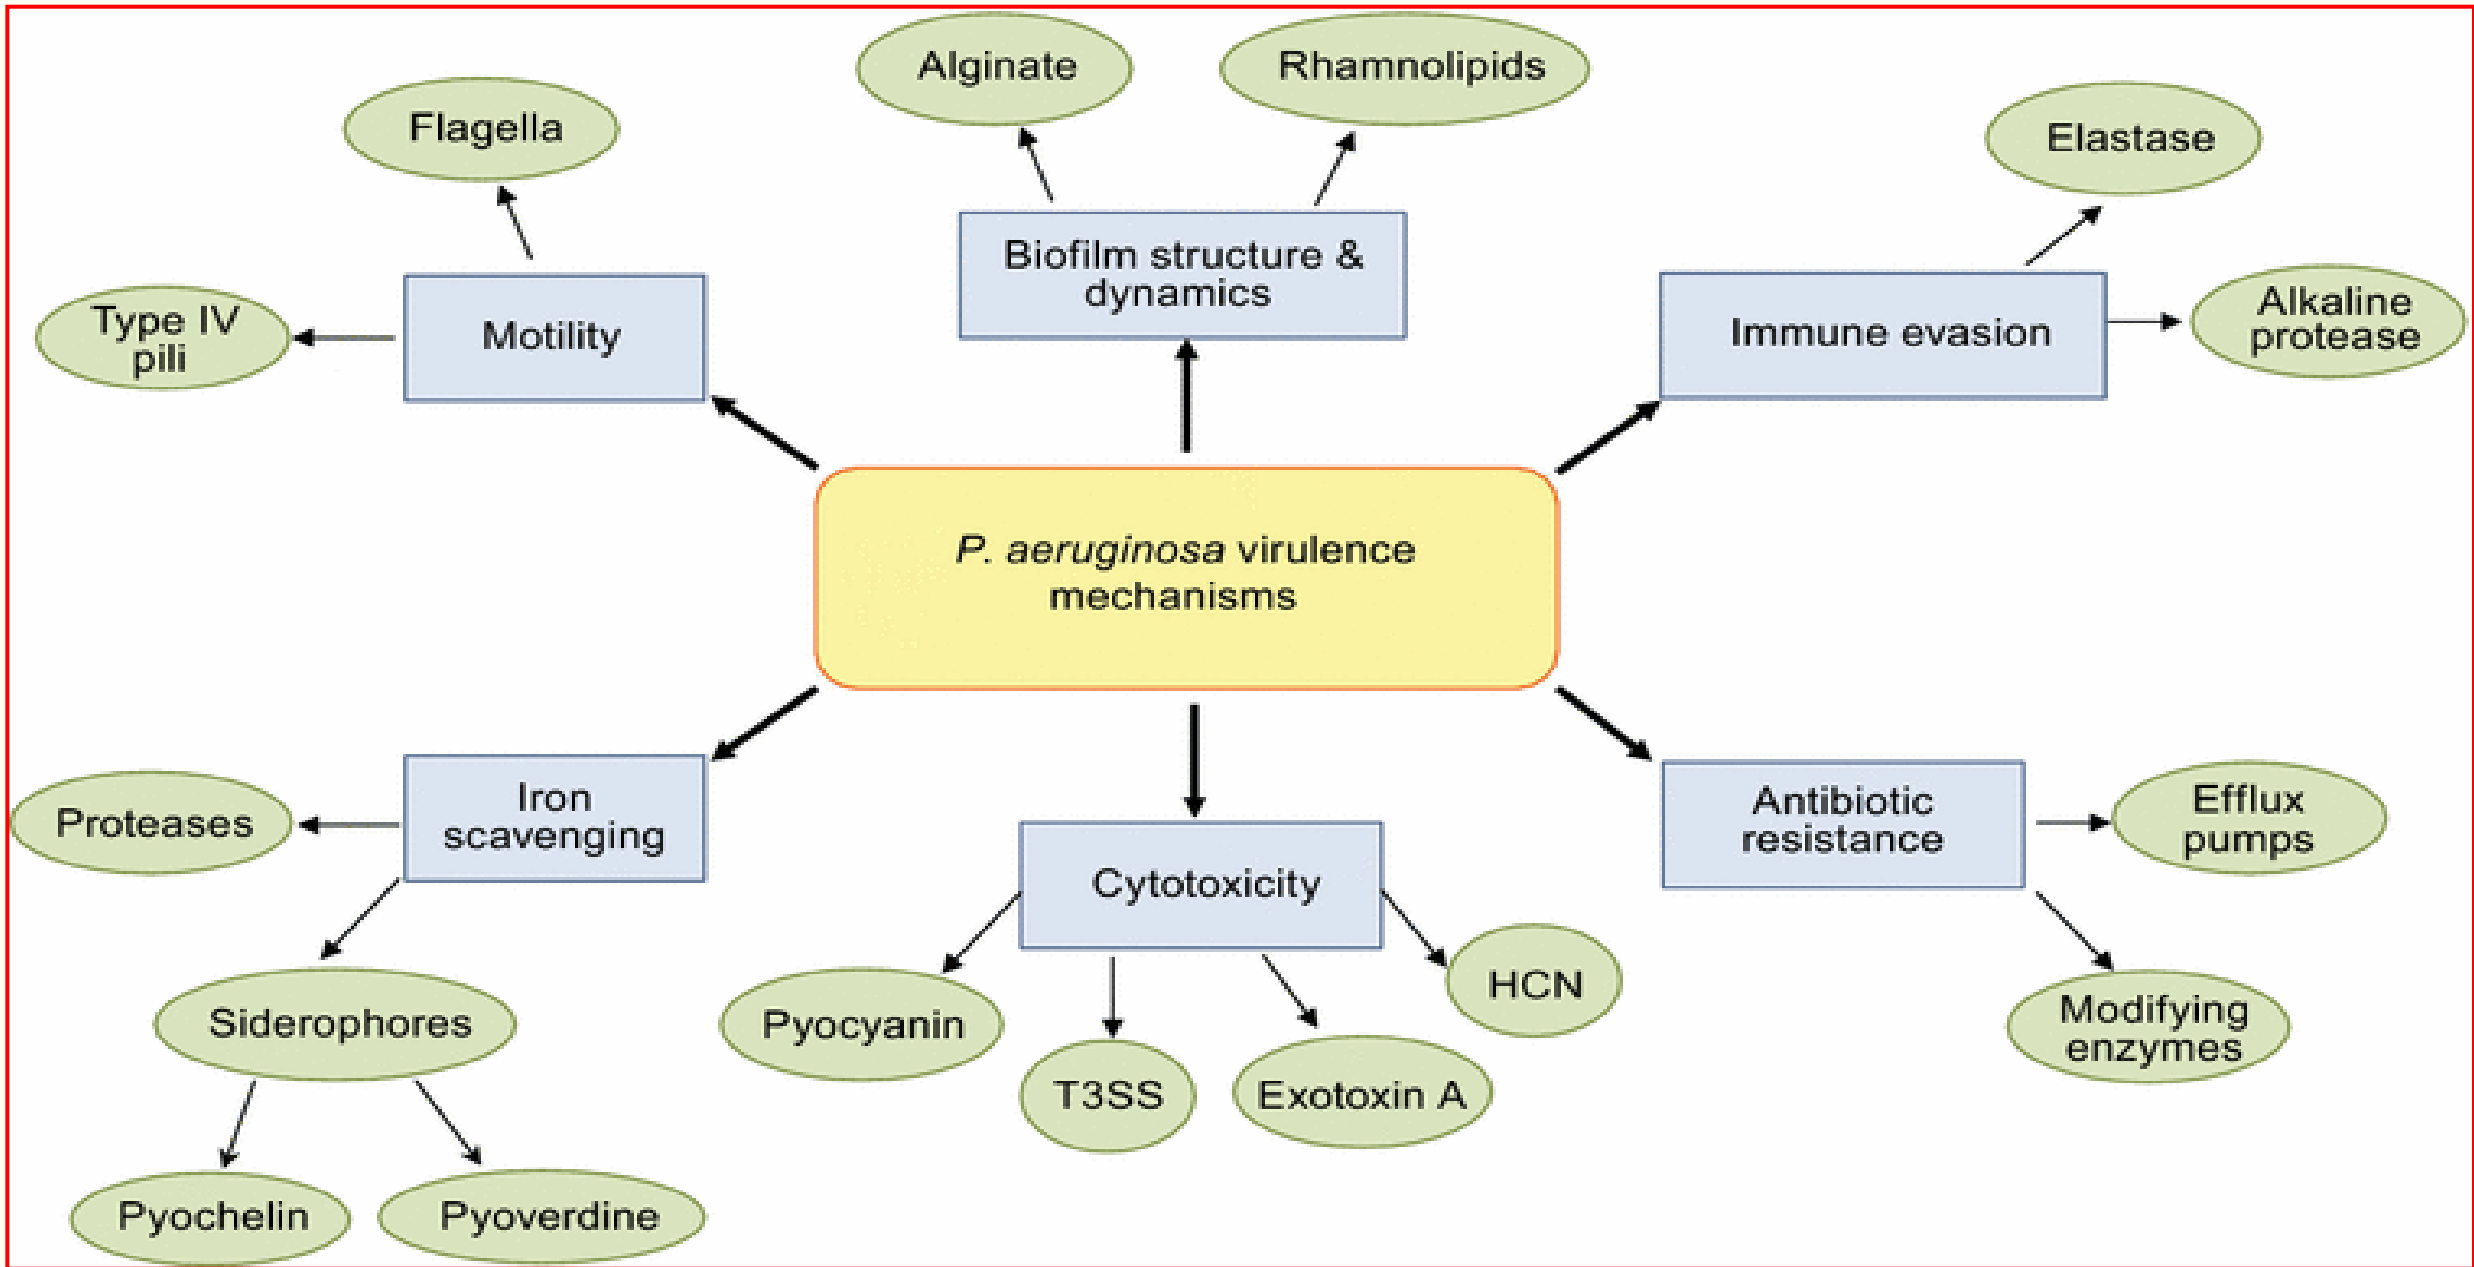 Alginate
Rhamnolipids
Flagella
Elastase
Biofilm structure &
dynamics
Type IV
pili
Motility
Immune evasion
Alkaline
protease
P. aeruginosa virulence
mechanisms
Proteases
Iron
scavenging
Cytotoxicity
Antibiotic
resistance
Efflux
pumps
Siderophores
Pyocyanin
T3SS
Exotoxin A
HCN
Modifying
enzymes
Pyochelin
Pyoverdine